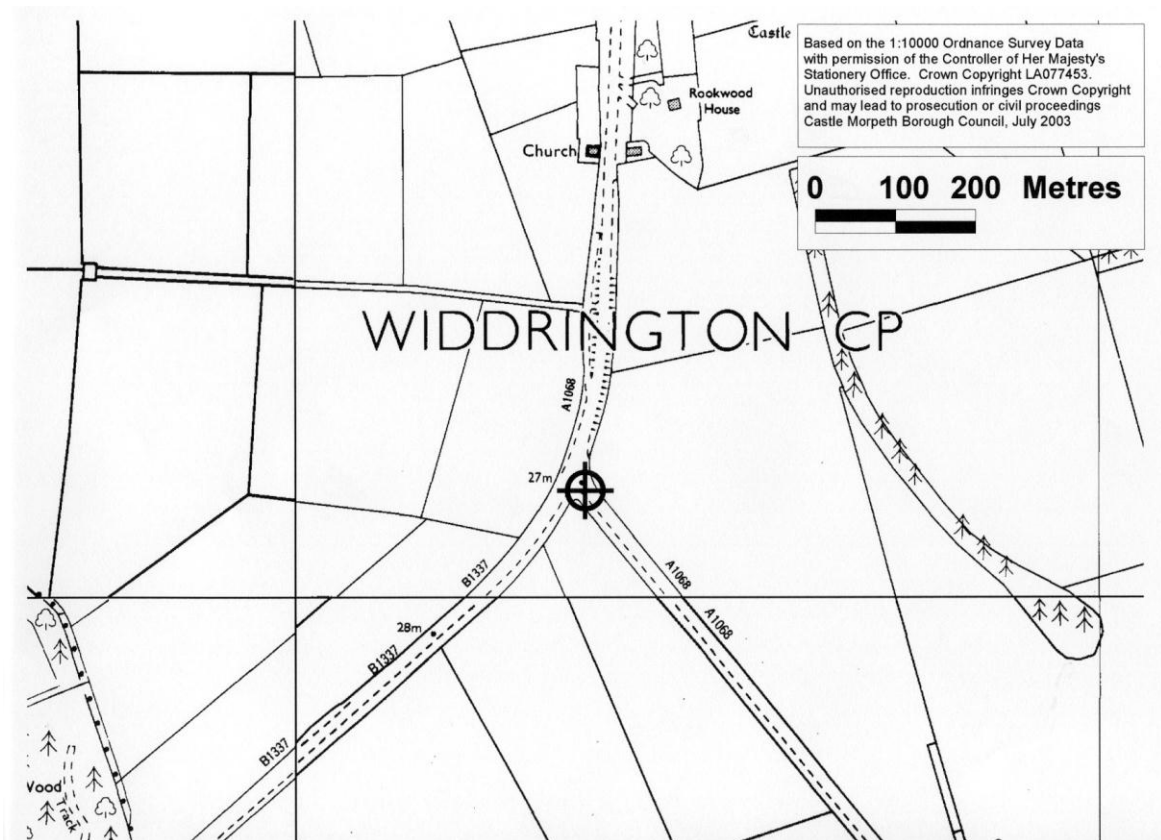 Castle
Based on the 1:10000 Ordnance Survey Data
with permission of the Controller of Her Majesty's
Stationery Office. Crown Copyright LA077453.
Unauthorised reproduction infringes Crown Copyright
and may lead to prosecution or civil proceedings
Castle Morpeth Borough Council, July 2003
Rookwood
House
Church
0 100 200 Metres
WIDDRINGTON CP
A1068
27m
B1337
A1068
A1068
28m
B1337
B1337
Wood
Track